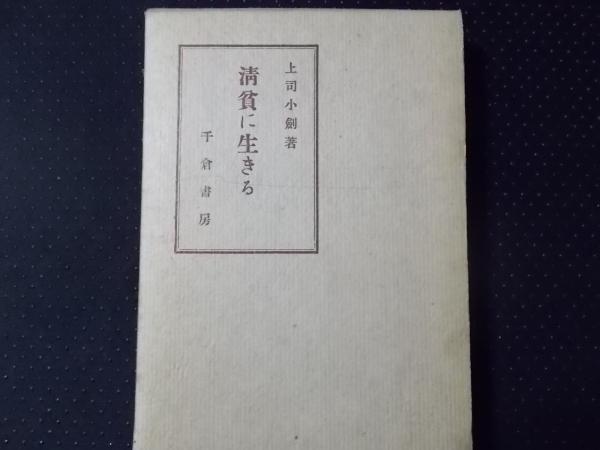 上司小劍著
清貧に生きる
千倉書房